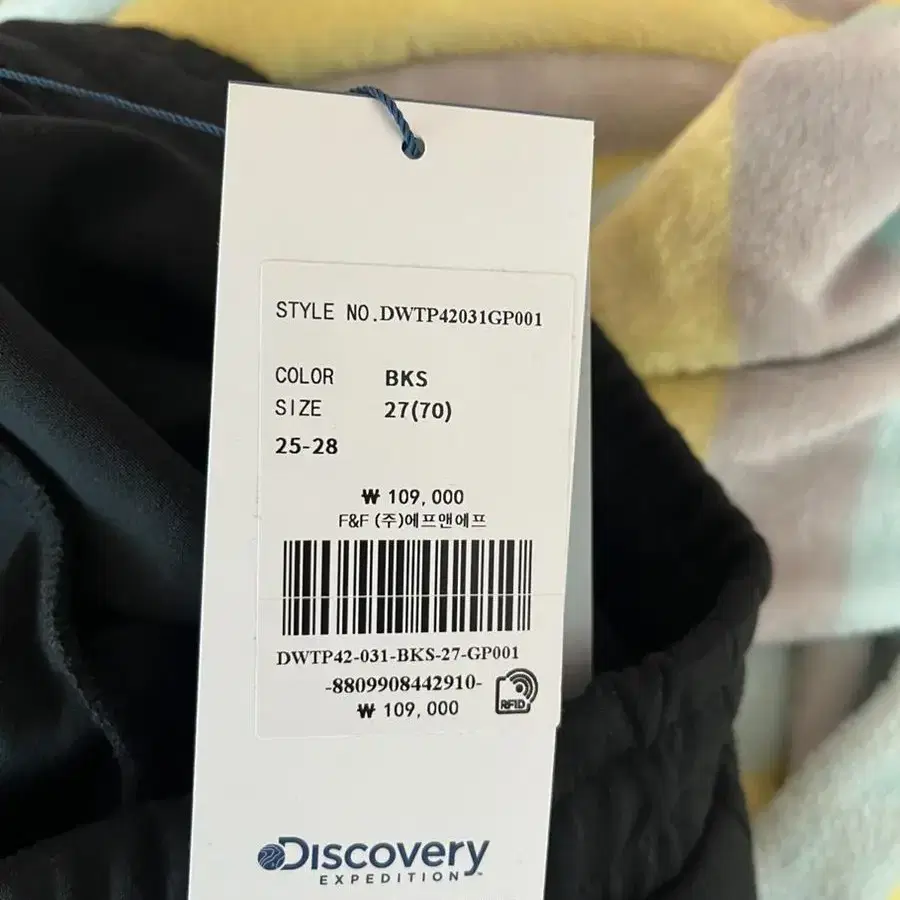 STYLE NO.DWTP42031GP001
COLOR BKS
SIZE 27(70)
25-28
₩ 109,000
F&F (주)에프앤에프
DWTP42-031-BKS-27-GP001
-8809908442910-
RFID
₩ 109,000
Discovery
EXPEDITION™